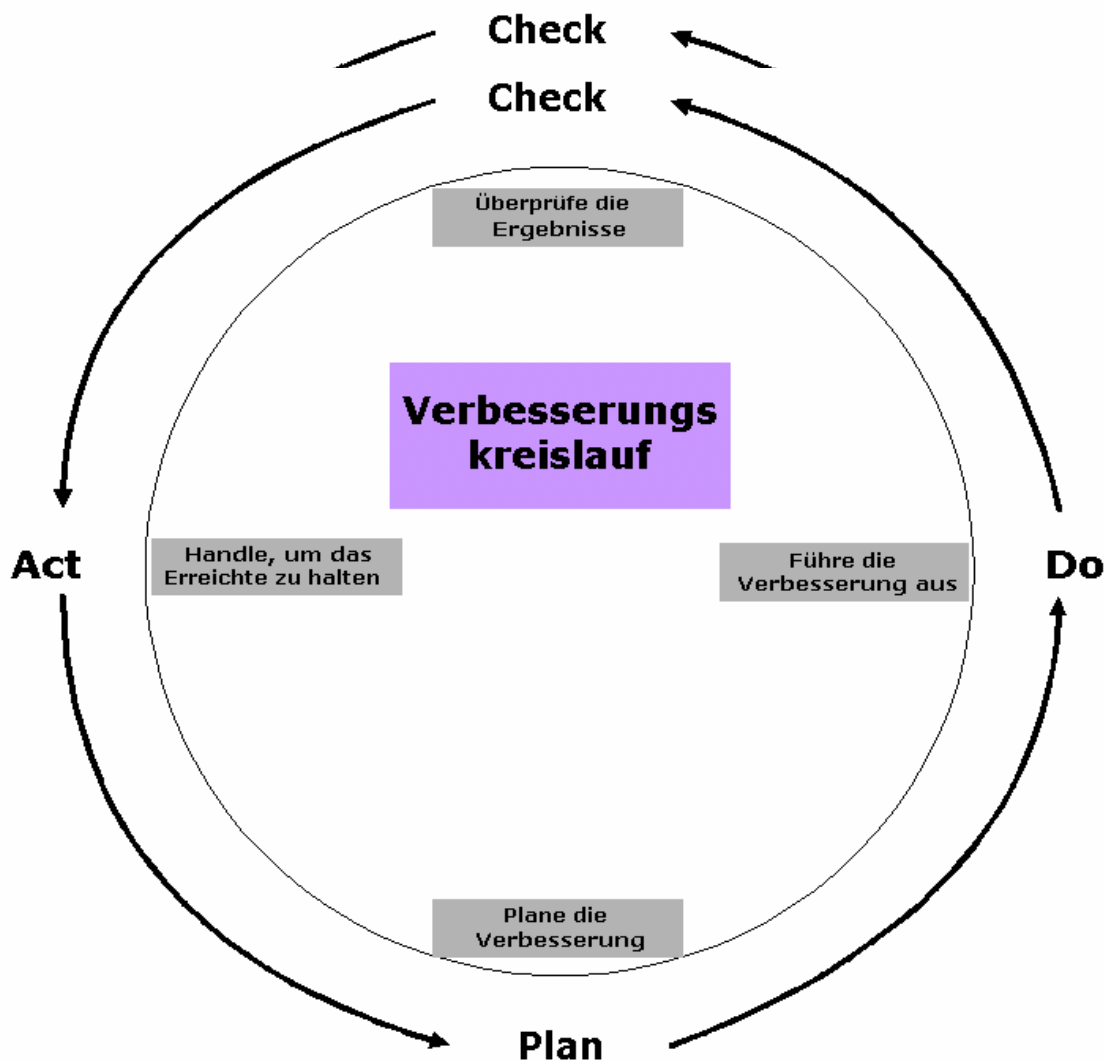 Check
Check
Überprüfe die
Ergebnisse
Verbesserungs
kreislauf
Act
Handle, um das
Erreichte zu halten
Führe die
Verbesserung aus
Do
Plane die
Verbesserung
Plan